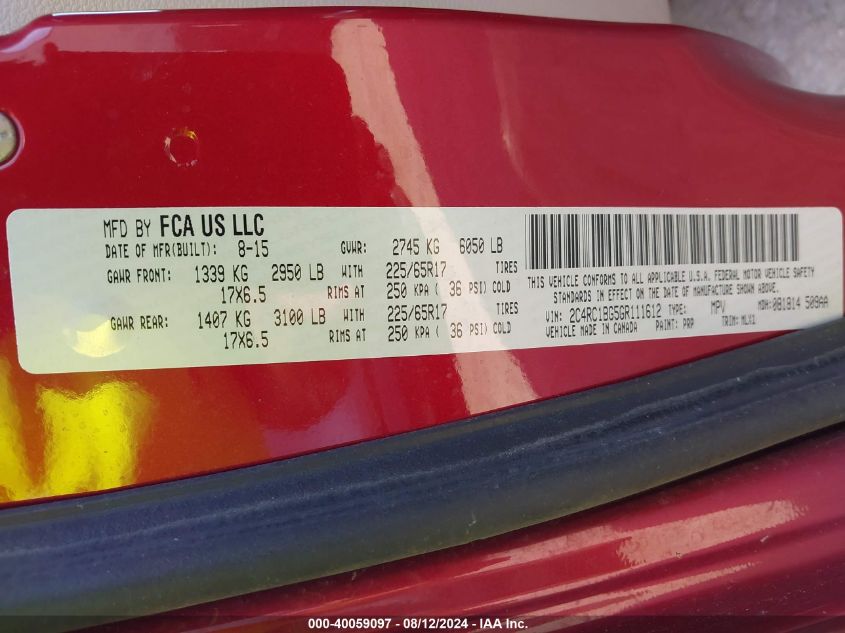 MFD BY FCA US LLC
DATE OF MFR(BUILT): 8-15 GVWR: 2745 KG 6050 LB
GAWR FRONT: 1339 KG 2950 LB WITH 225/65R17 TIRES
17X6.5 RIMS AT 250 KPA ( 36 PSI) COLD
GAWR REAR: 1407 KG 3100 LB WITH 225/65R17 TIRES
17X6.5 RIMS AT 250 KPA ( 36 PSI) COLD
THIS VEHICLE CONFORMS TO ALL APPLICABLE U.S.A. FEDERAL MOTOR VEHICLE SAFETY
STANDARDS IN EFFECT ON THE DATE OF MANUFACTURE SHOWN ABOVE.
VIN: 2C4RC1BG5GR111612 TYPE: MPV MDH: 081814 509AA
VEHICLE MADE IN CANADA PAINT: PRP TRIM: MLX1
000-40059097 - 08/12/2024 - IAA Inc.